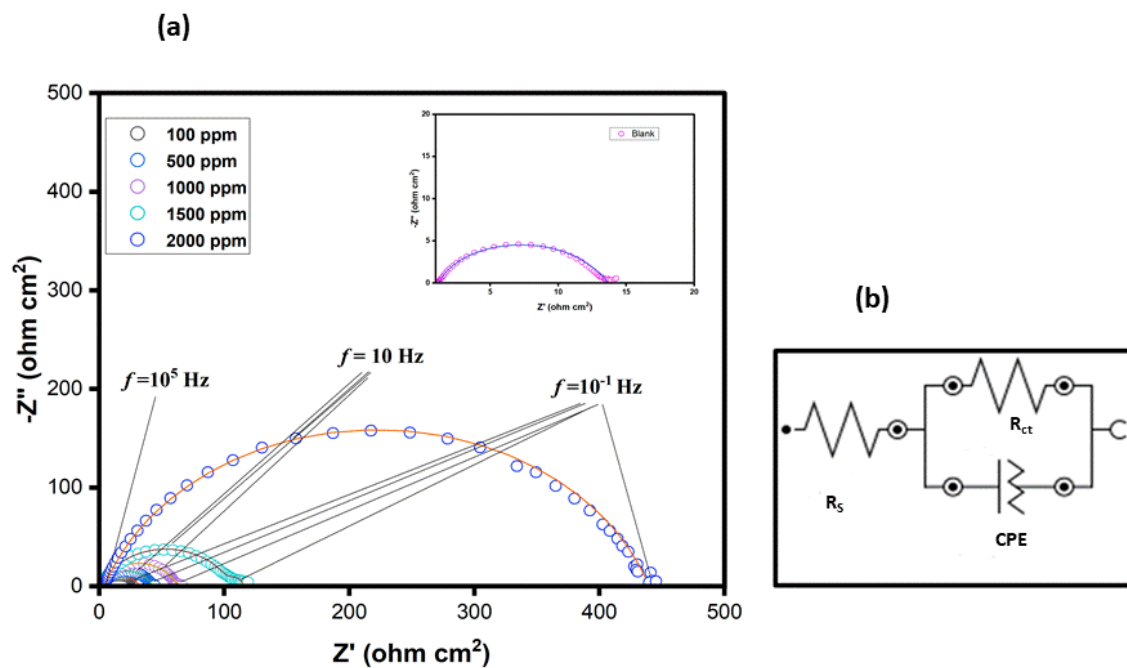 (a)
500
400
300
200
100
0
-Z" (ohm cm²)
100 ppm
500 ppm
1000 ppm
1500 ppm
2000 ppm
20
15
10
5
0
-Z" (ohm cm²)
Blank
5
10
15
20
Z' (ohm cm²)
f =10⁵ Hz
f = 10 Hz
f =10⁻¹ Hz
0
100
200
300
400
500
Z' (ohm cm²)
(b)
Rₛ
R_ct
CPE